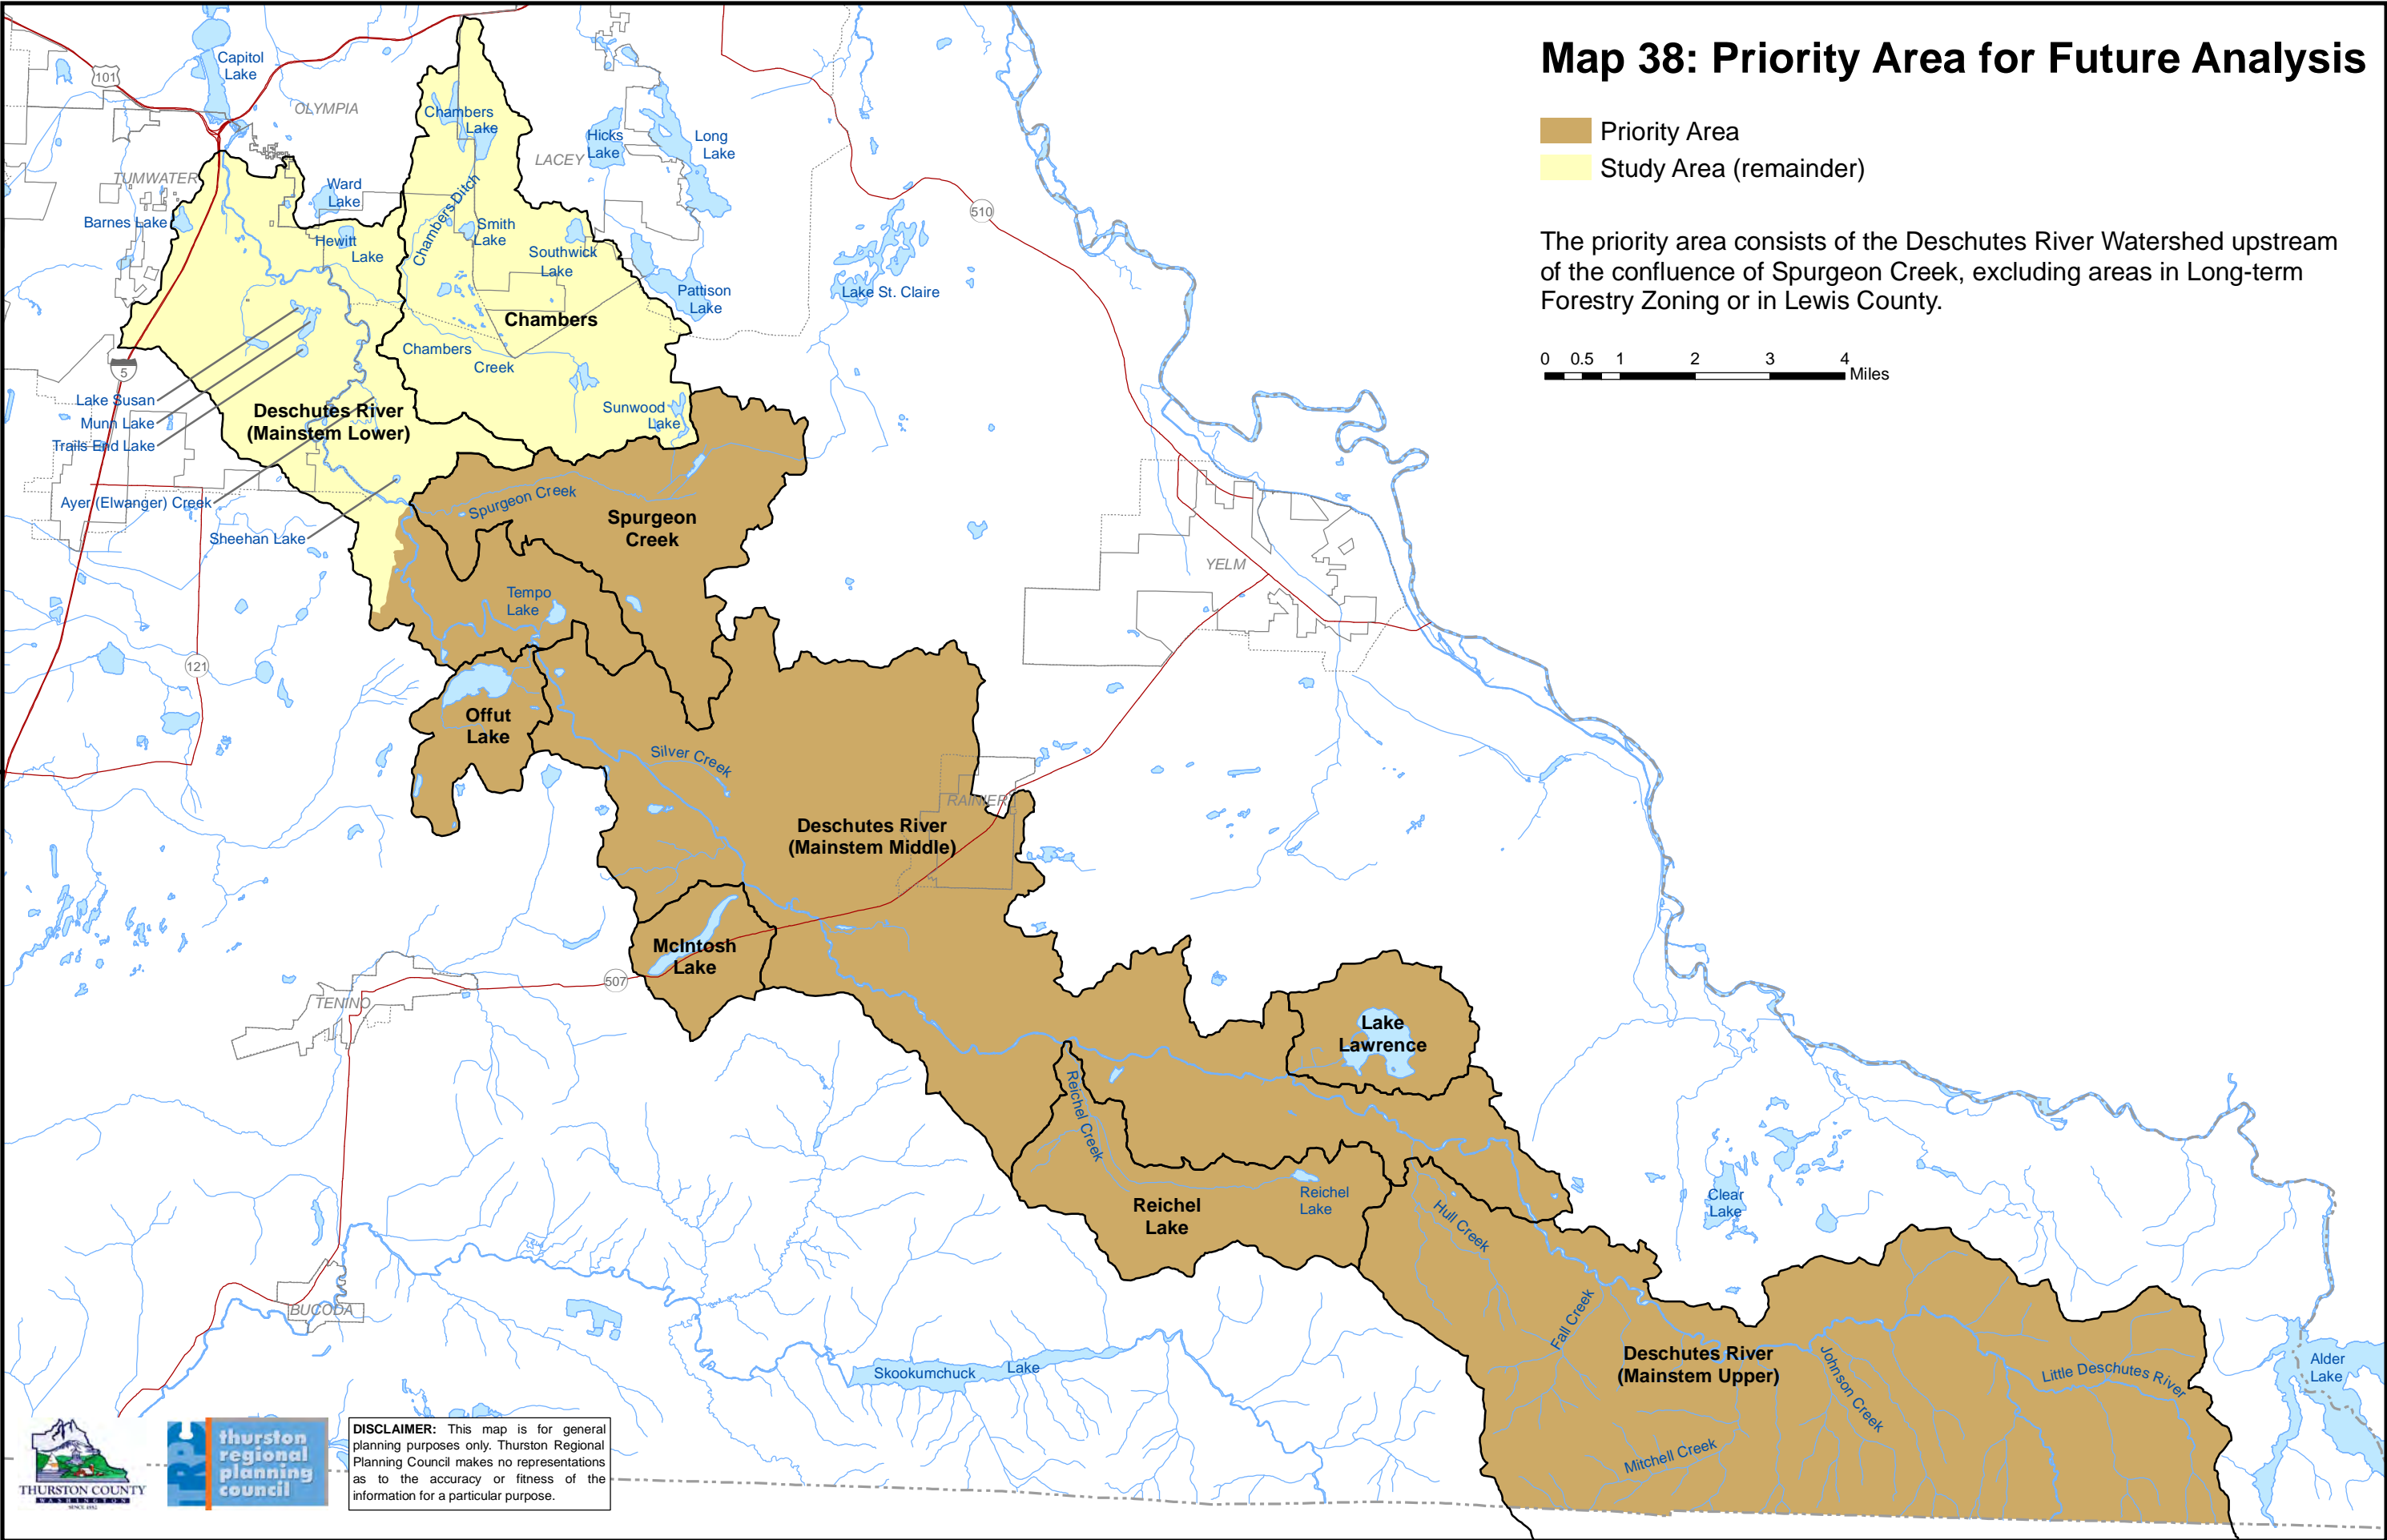 Map 38: Priority Area for Future Analysis
Priority Area
Study Area (remainder)
The priority area consists of the Deschutes River Watershed upstream
of the confluence of Spurgeon Creek, excluding areas in Long-term
Forestry Zoning or in Lewis County.
0 0.5 1 2 3 4
Miles
Capitol
Lake
101
OLYMPIA
Chambers
Lake
Hicks
Lake
Long
Lake
LACEY
TUMWATER
Ward
Lake
Barnes Lake
Chambers Ditch
Smith
Lake
Hewitt
Lake
Southwick
Lake
510
Pattison
Lake
Lake St. Claire
Chambers
Chambers
Creek
5
Lake Susan
Munn Lake
Trails End Lake
Deschutes River
(Mainstem Lower)
Sunwood
Lake
Ayer (Elwanger) Creek
Spurgeon Creek
Spurgeon
Creek
Sheehan Lake
YELM
Tempo
Lake
121
Offut
Lake
Silver Creek
RAINIER
Deschutes River
(Mainstem Middle)
McIntosh
Lake
507
TENINO
Lake
Lawrence
Reichel Creek
Reichel
Lake
Reichel
Lake
Hull Creek
Clear
Lake
BUCODA
Fall Creek
Skookumchuck Lake
Deschutes River
(Mainstem Upper)
Johnson Creek
Little Deschutes River
Alder
Lake
Mitchell Creek
THURSTON COUNTY
WASHINGTON
SINCE 1852
TRPC
thurston
regional
planning
council
DISCLAIMER: This map is for general
planning purposes only. Thurston Regional
Planning Council makes no representations
as to the accuracy or fitness of the
information for a particular purpose.